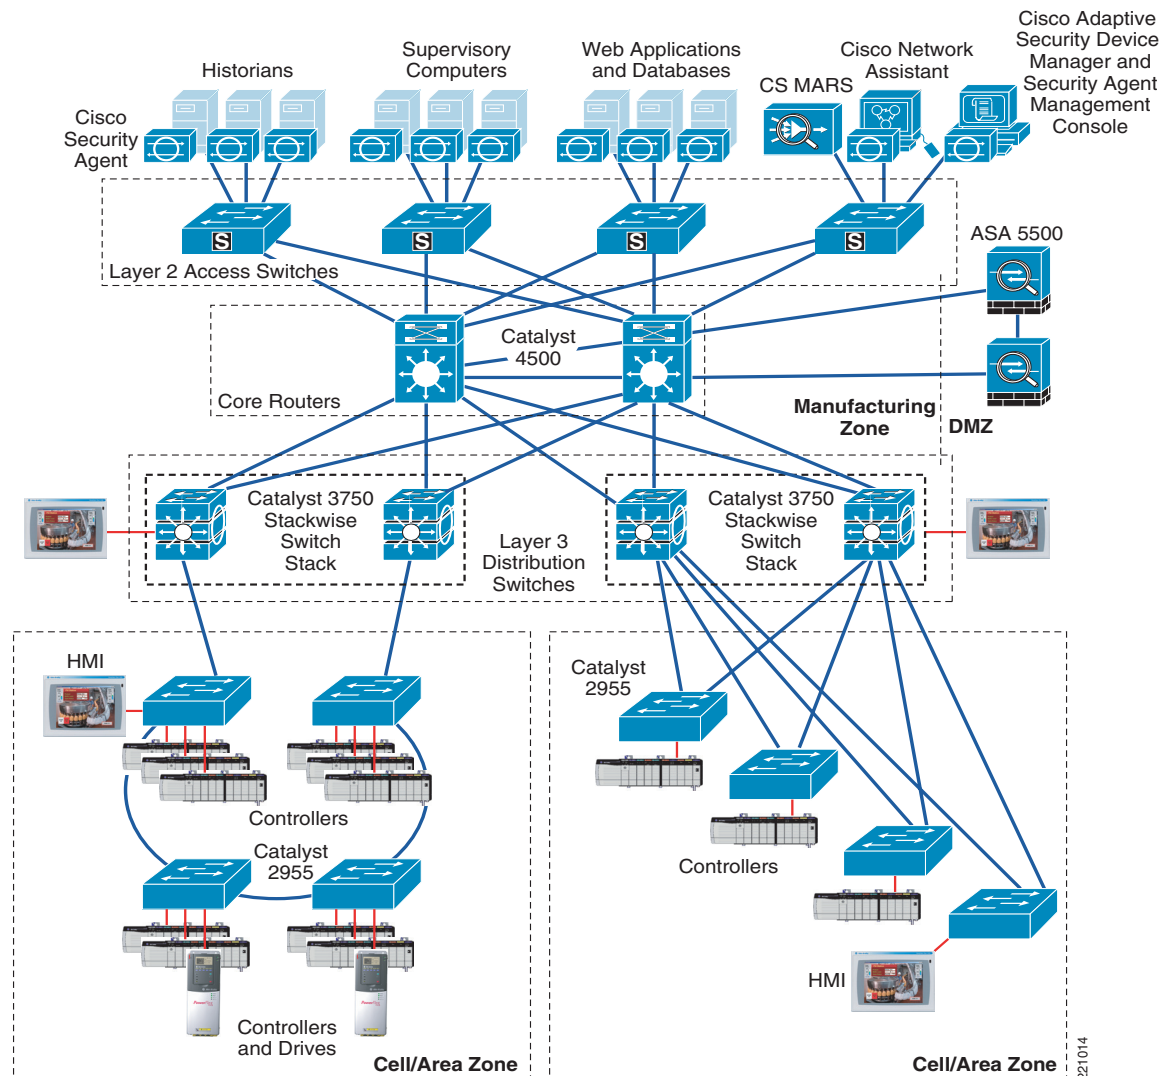 Historians
Supervisory
Computers
Web Applications
and Databases
Cisco Network
Assistant
Cisco Adaptive
Security Device
Manager and
Security Agent
Management
Console
CS MARS
Cisco
Security
Agent
S
S
S
S
Layer 2 Access Switches
ASA 5500
Catalyst
4500
Core Routers
Manufacturing
Zone
DMZ
Catalyst 3750
Stackwise
Switch
Stack
Layer 3
Distribution
Switches
Catalyst 3750
Stackwise
Switch
Stack
HMI
Controllers
Catalyst
2955
Controllers
and Drives
Cell/Area Zone
Catalyst
2955
Controllers
HMI
Cell/Area Zone
221014